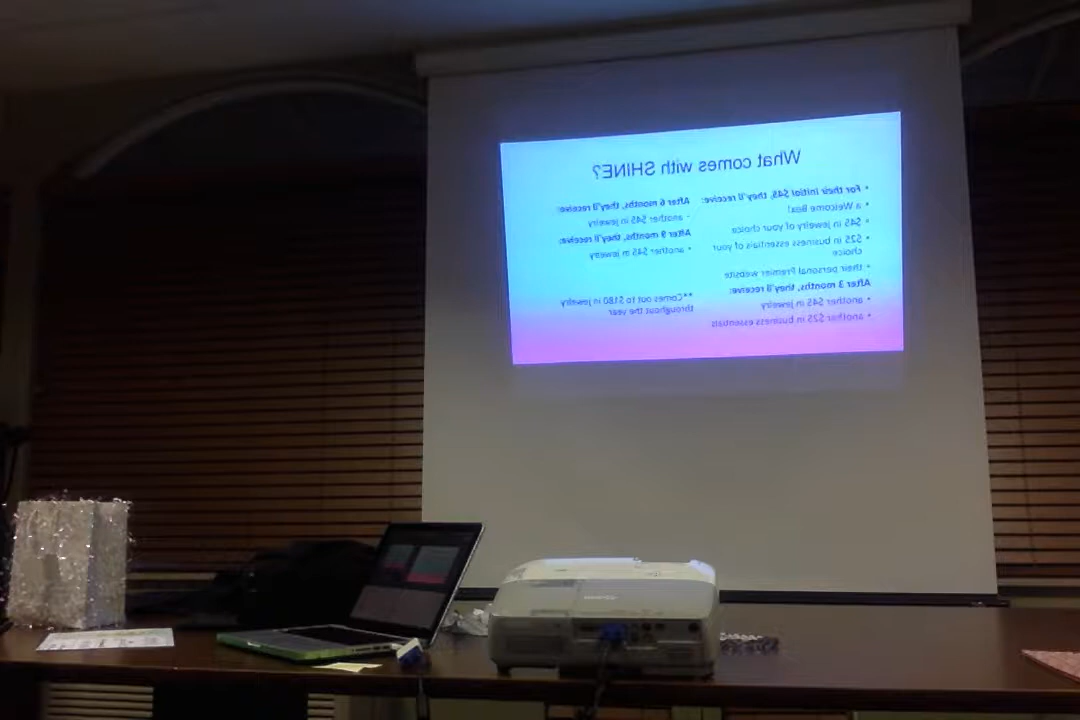 What comes with SHINE?
• For their initial $45, they'll receive:
• a Welcome Box!
• $45 in jewelry of your choice
• $25 in business essentials of your
choice
• their personal Premier website
After 3 months, they'll receive:
• another $45 in jewelry
• another $25 in business essentials
After 6 months, they'll receive:
- another $45 in jewelry
After 9 months, they'll receive:
• another $45 in jewelry
**Comes out to $180 in jewelry
throughout the year